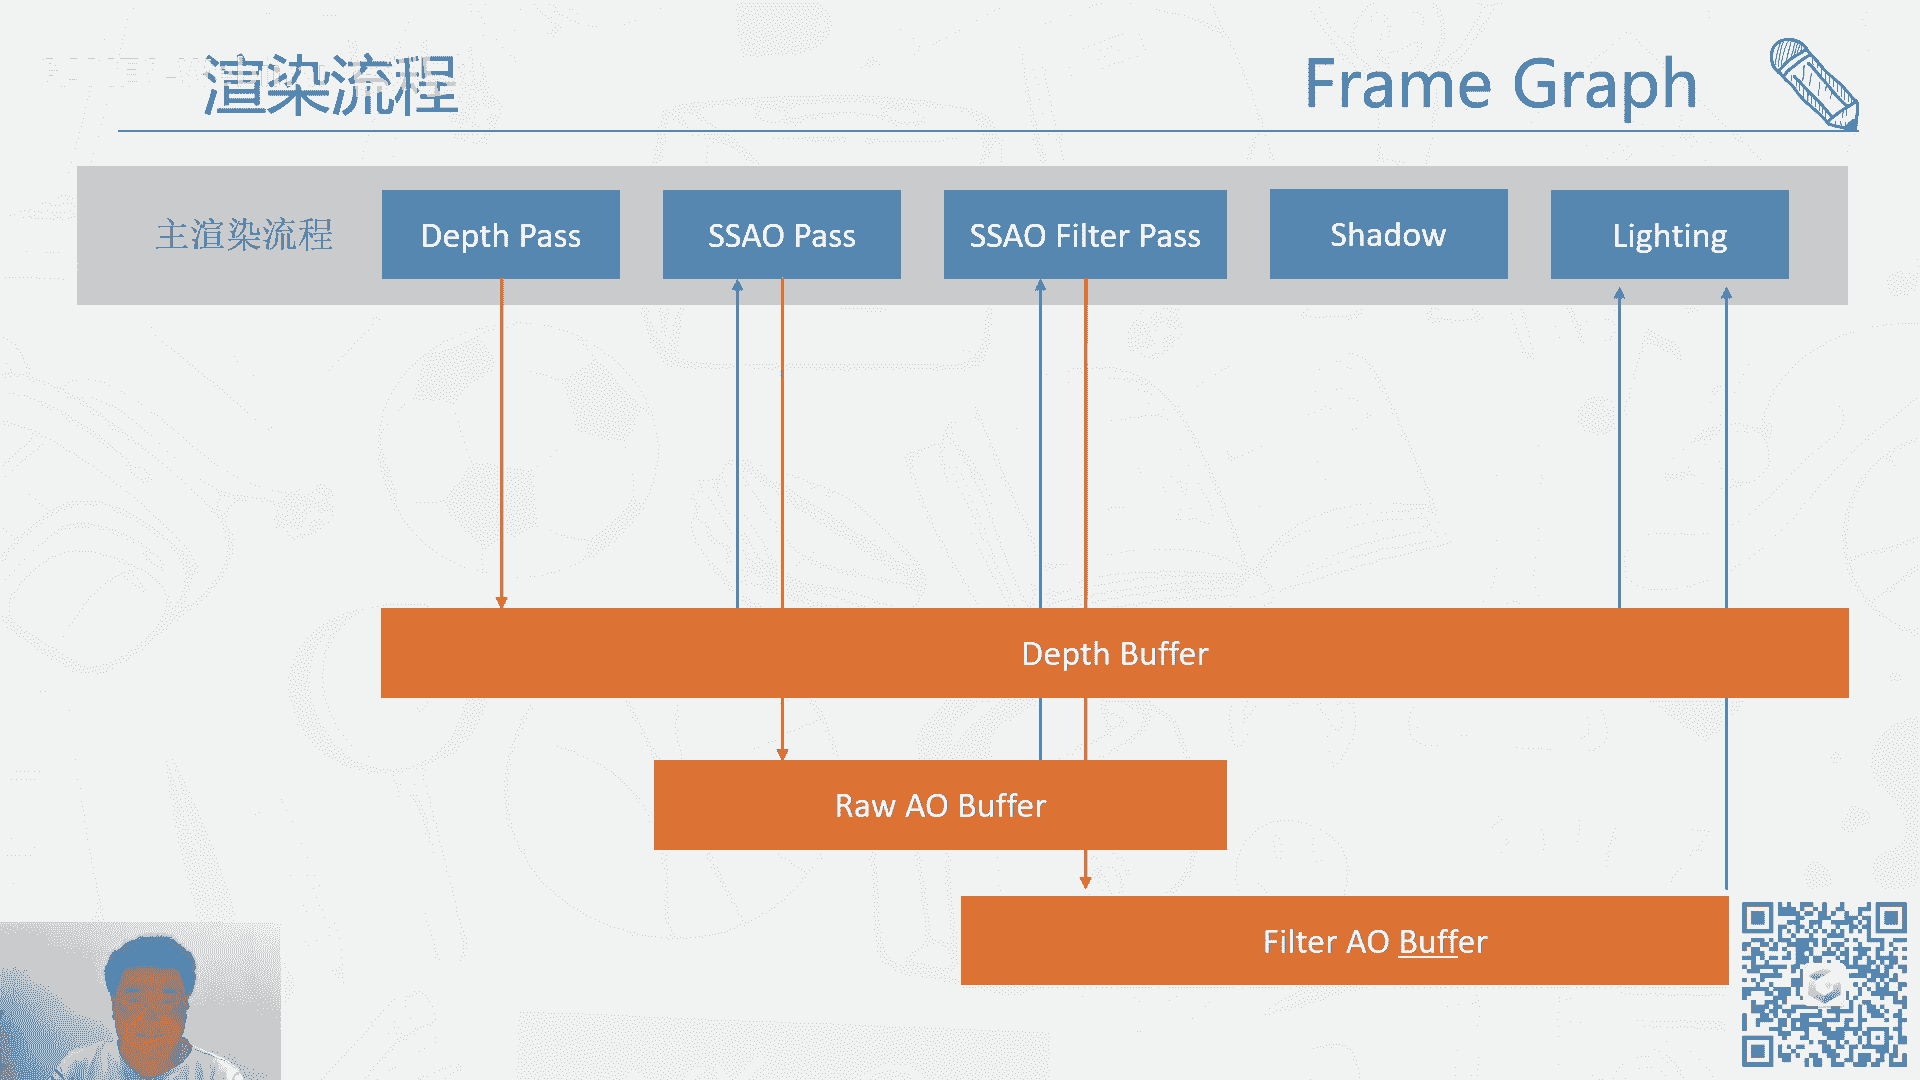 渲染流程
Frame Graph
主渲染流程
Depth Pass
SSAO Pass
SSAO Filter Pass
Shadow
Lighting
Depth Buffer
Raw AO Buffer
Filter AO Buffer